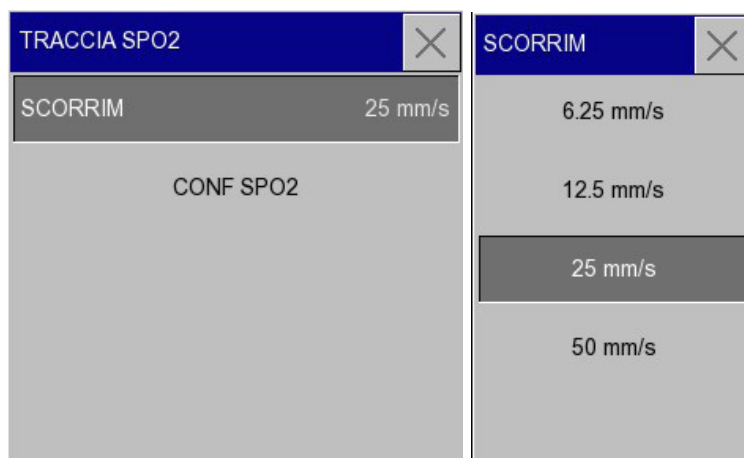 TRACCIA SPO2
SCORRIM 25 mm/s
CONF SPO2
SCORRIM
6.25 mm/s
12.5 mm/s
25 mm/s
50 mm/s